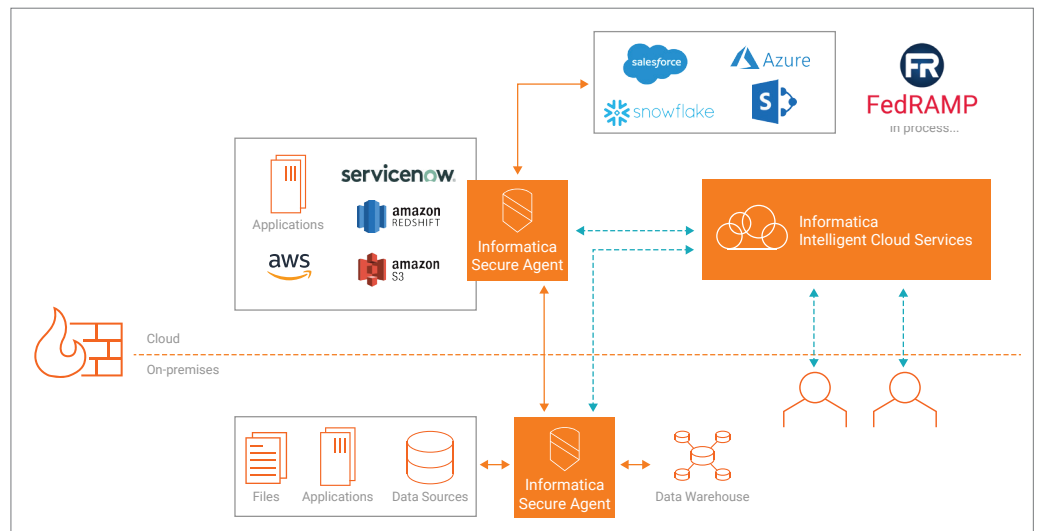 salesforce
Azure
snowflake
S
FR
FedRAMP
In process...
servicenow.
Applications
amazon
REDSHIFT
aws
amazon
S3
Informatica
Secure Agent
Informatica
Intelligent Cloud Services
Cloud
On-premises
Files
Applications
Data Sources
Informatica
Secure Agent
Data Warehouse